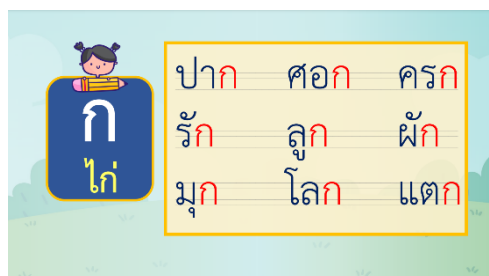 ก
ไก่
ปาก ศอก ครก
รัก ลูก ผัก
มุก โลก แตก